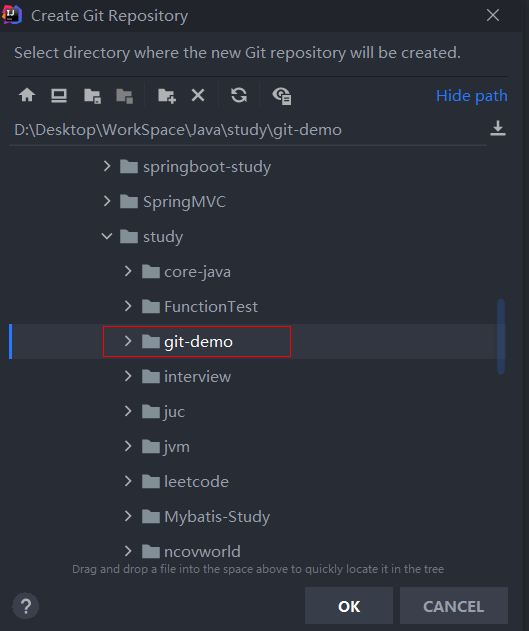 Create Git Repository
Select directory where the new Git repository will be created.
Hide path
D:\Desktop\WorkSpace\Java\study\git-demo
springboot-study
SpringMVC
study
core-java
FunctionTest
git-demo
interview
juc
jvm
leetcode
Mybatis-Study
ncovworld
Drag and drop a file into the space above to quickly locate it in the tree
?
OK
CANCEL